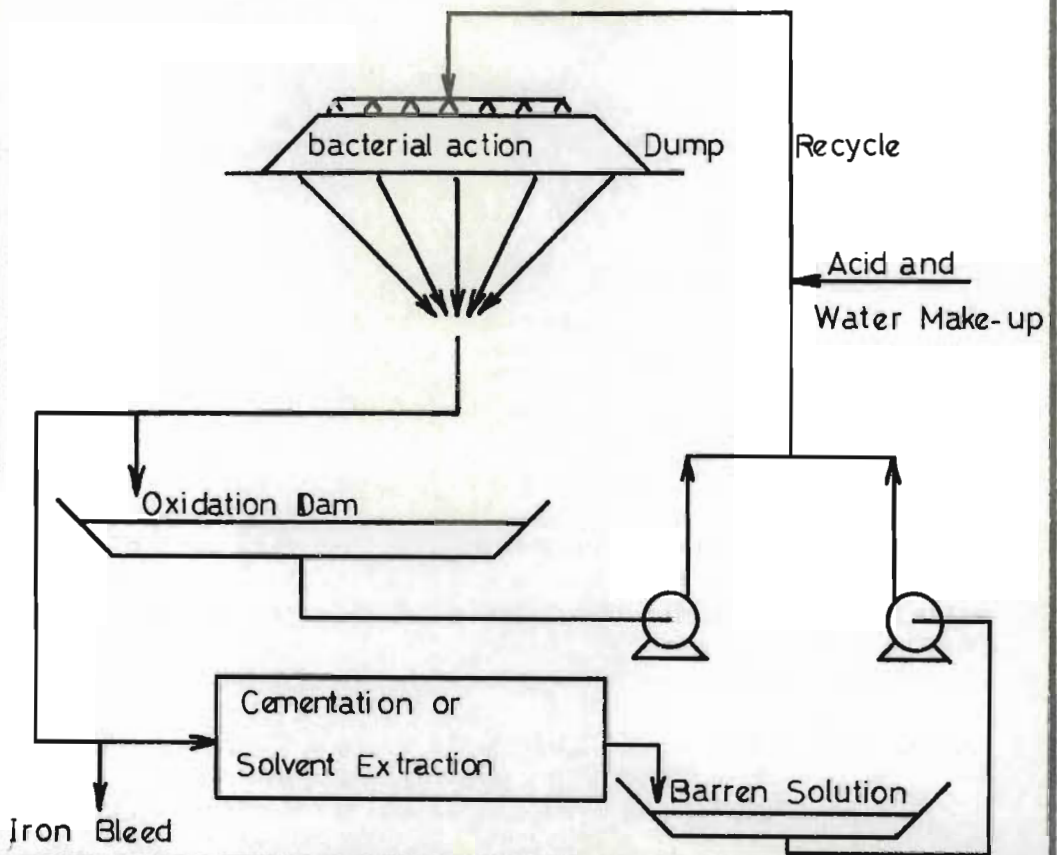 bacterial action
Dump
Recycle
Acid and
Water Make-up
Oxidation Dam
Cementation or
Solvent Extraction
Barren Solution
Iron Bleed